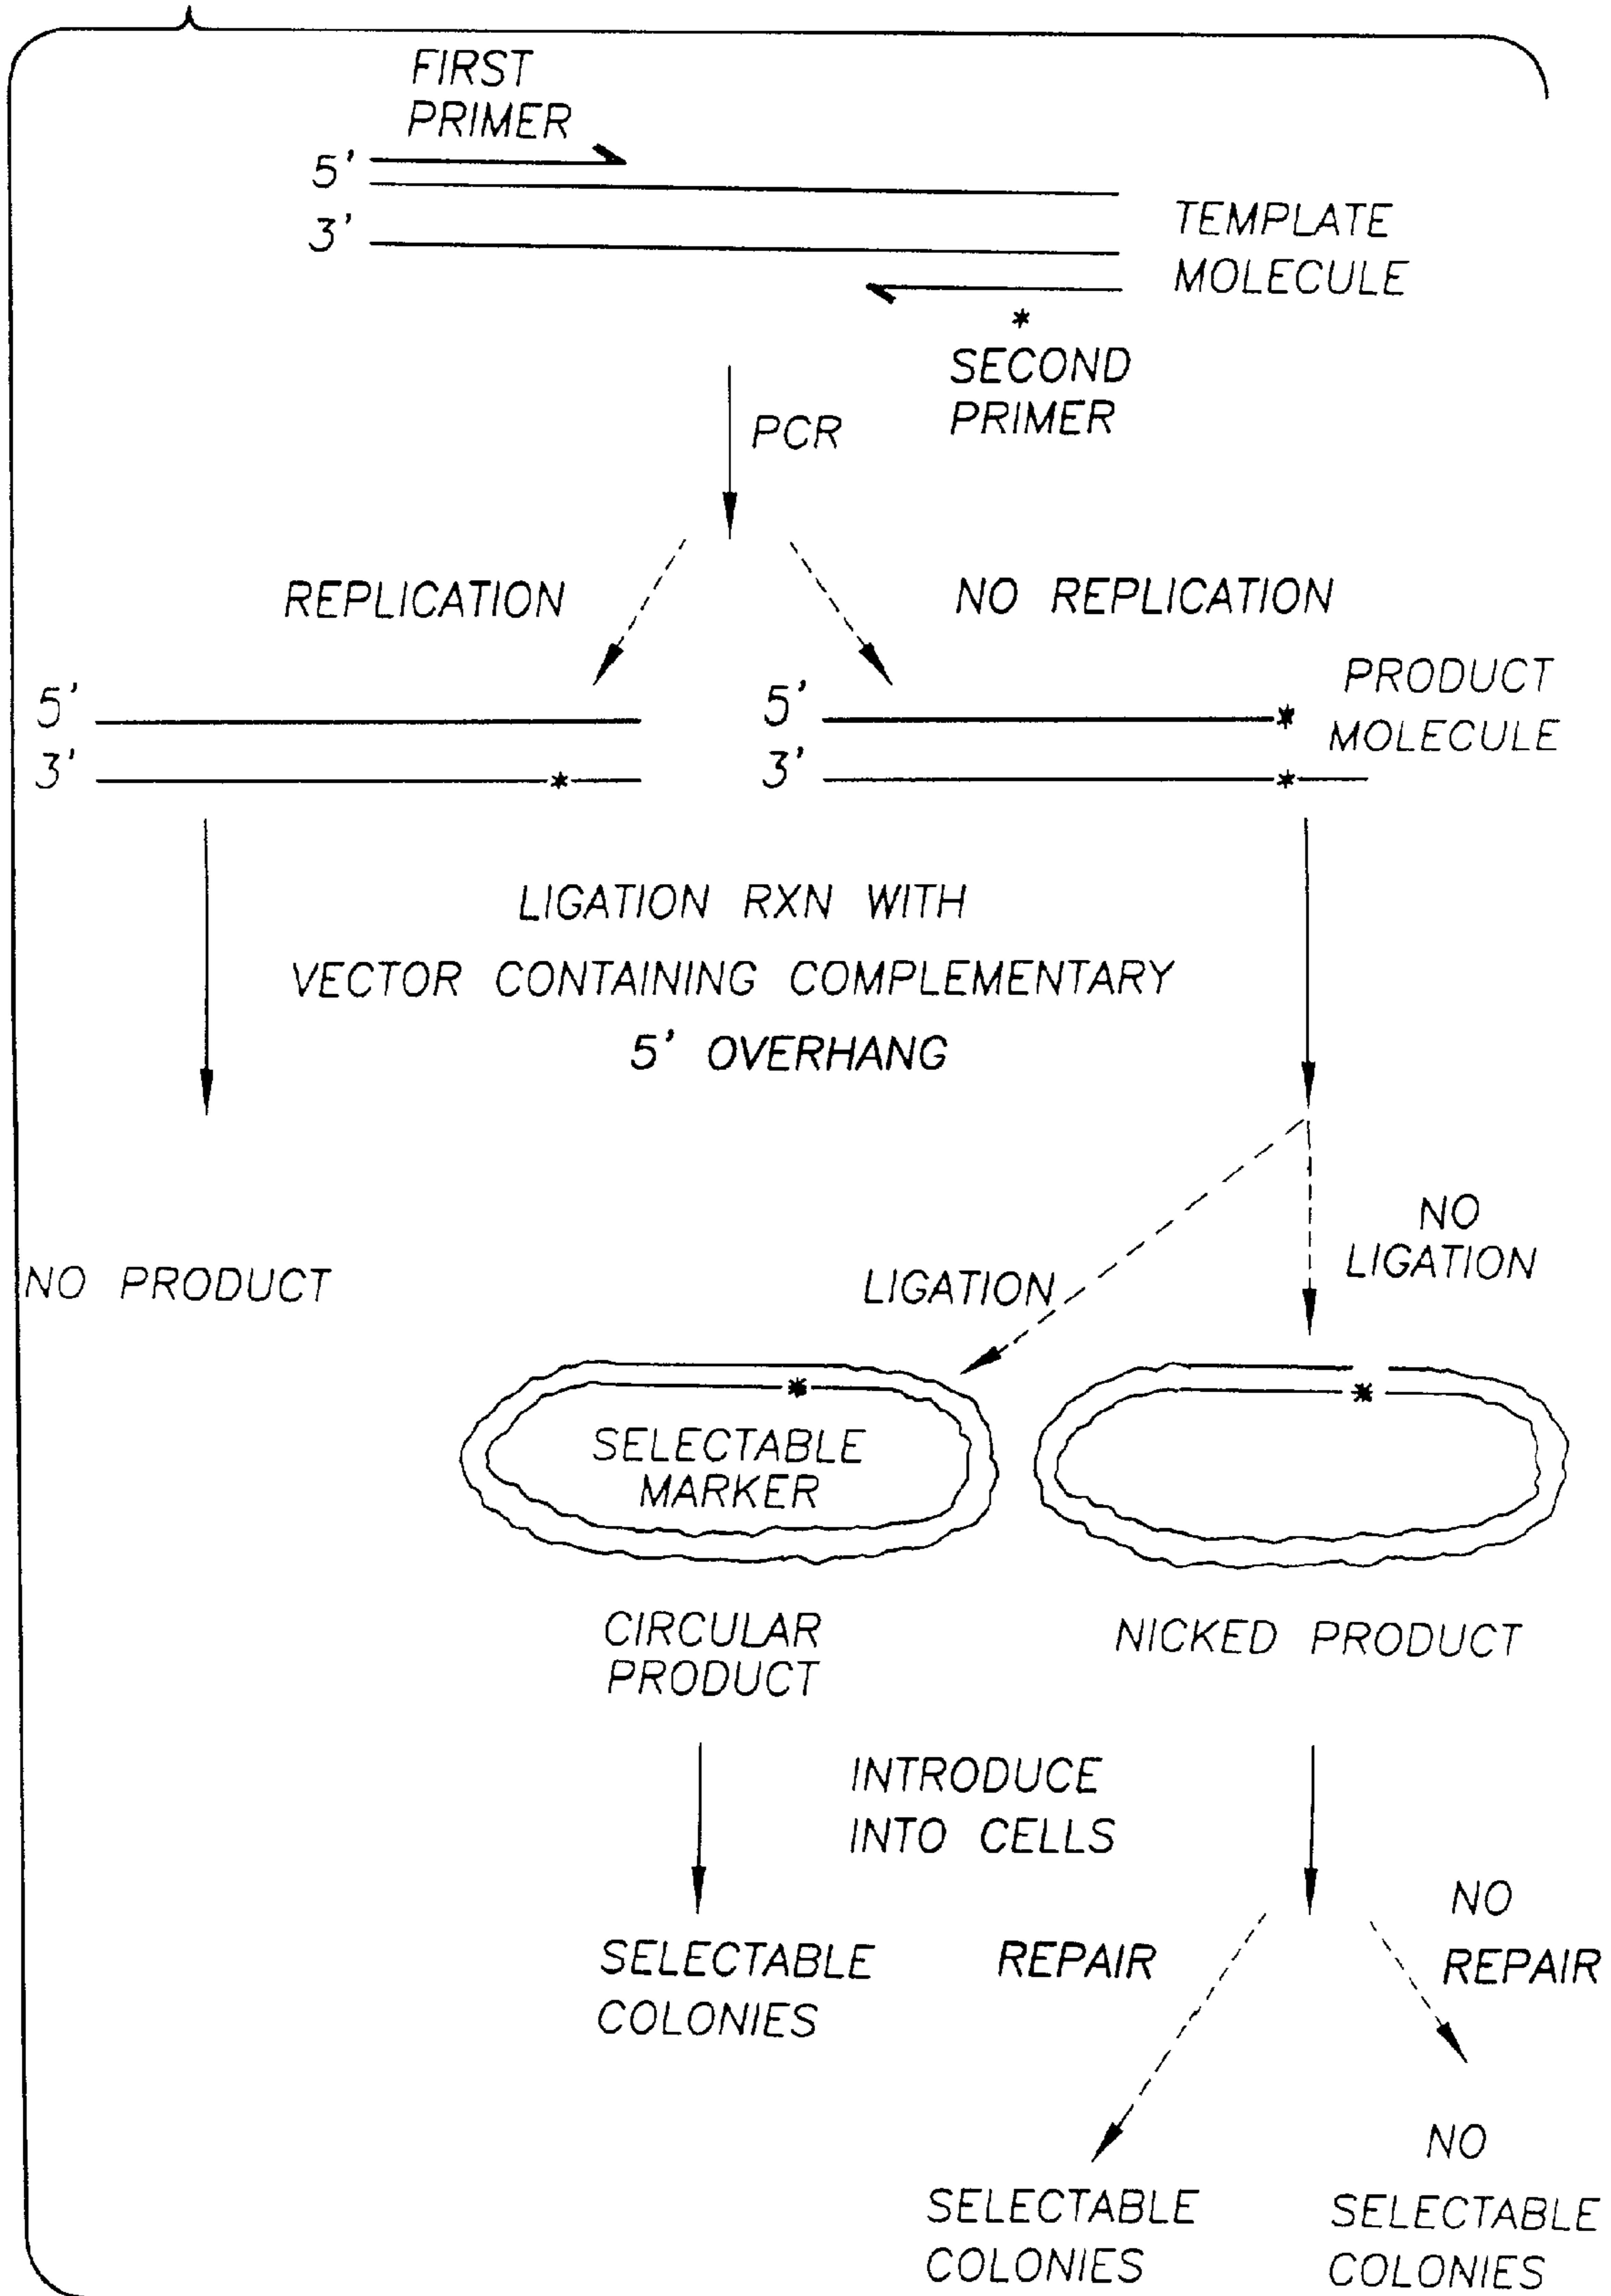 FIRST
PRIMER
5'
3'
TEMPLATE
MOLECULE
*
SECOND
PRIMER
PCR
REPLICATION
NO REPLICATION
5'
3'
*
5'
3'
*
*
PRODUCT
MOLECULE
LIGATION RXN WITH
VECTOR CONTAINING COMPLEMENTARY
5' OVERHANG
NO PRODUCT
LIGATION
NO
LIGATION
*
SELECTABLE
MARKER
*
CIRCULAR
PRODUCT
NICKED PRODUCT
INTRODUCE
INTO CELLS
SELECTABLE
COLONIES
REPAIR
NO
REPAIR
SELECTABLE
COLONIES
NO
SELECTABLE
COLONIES